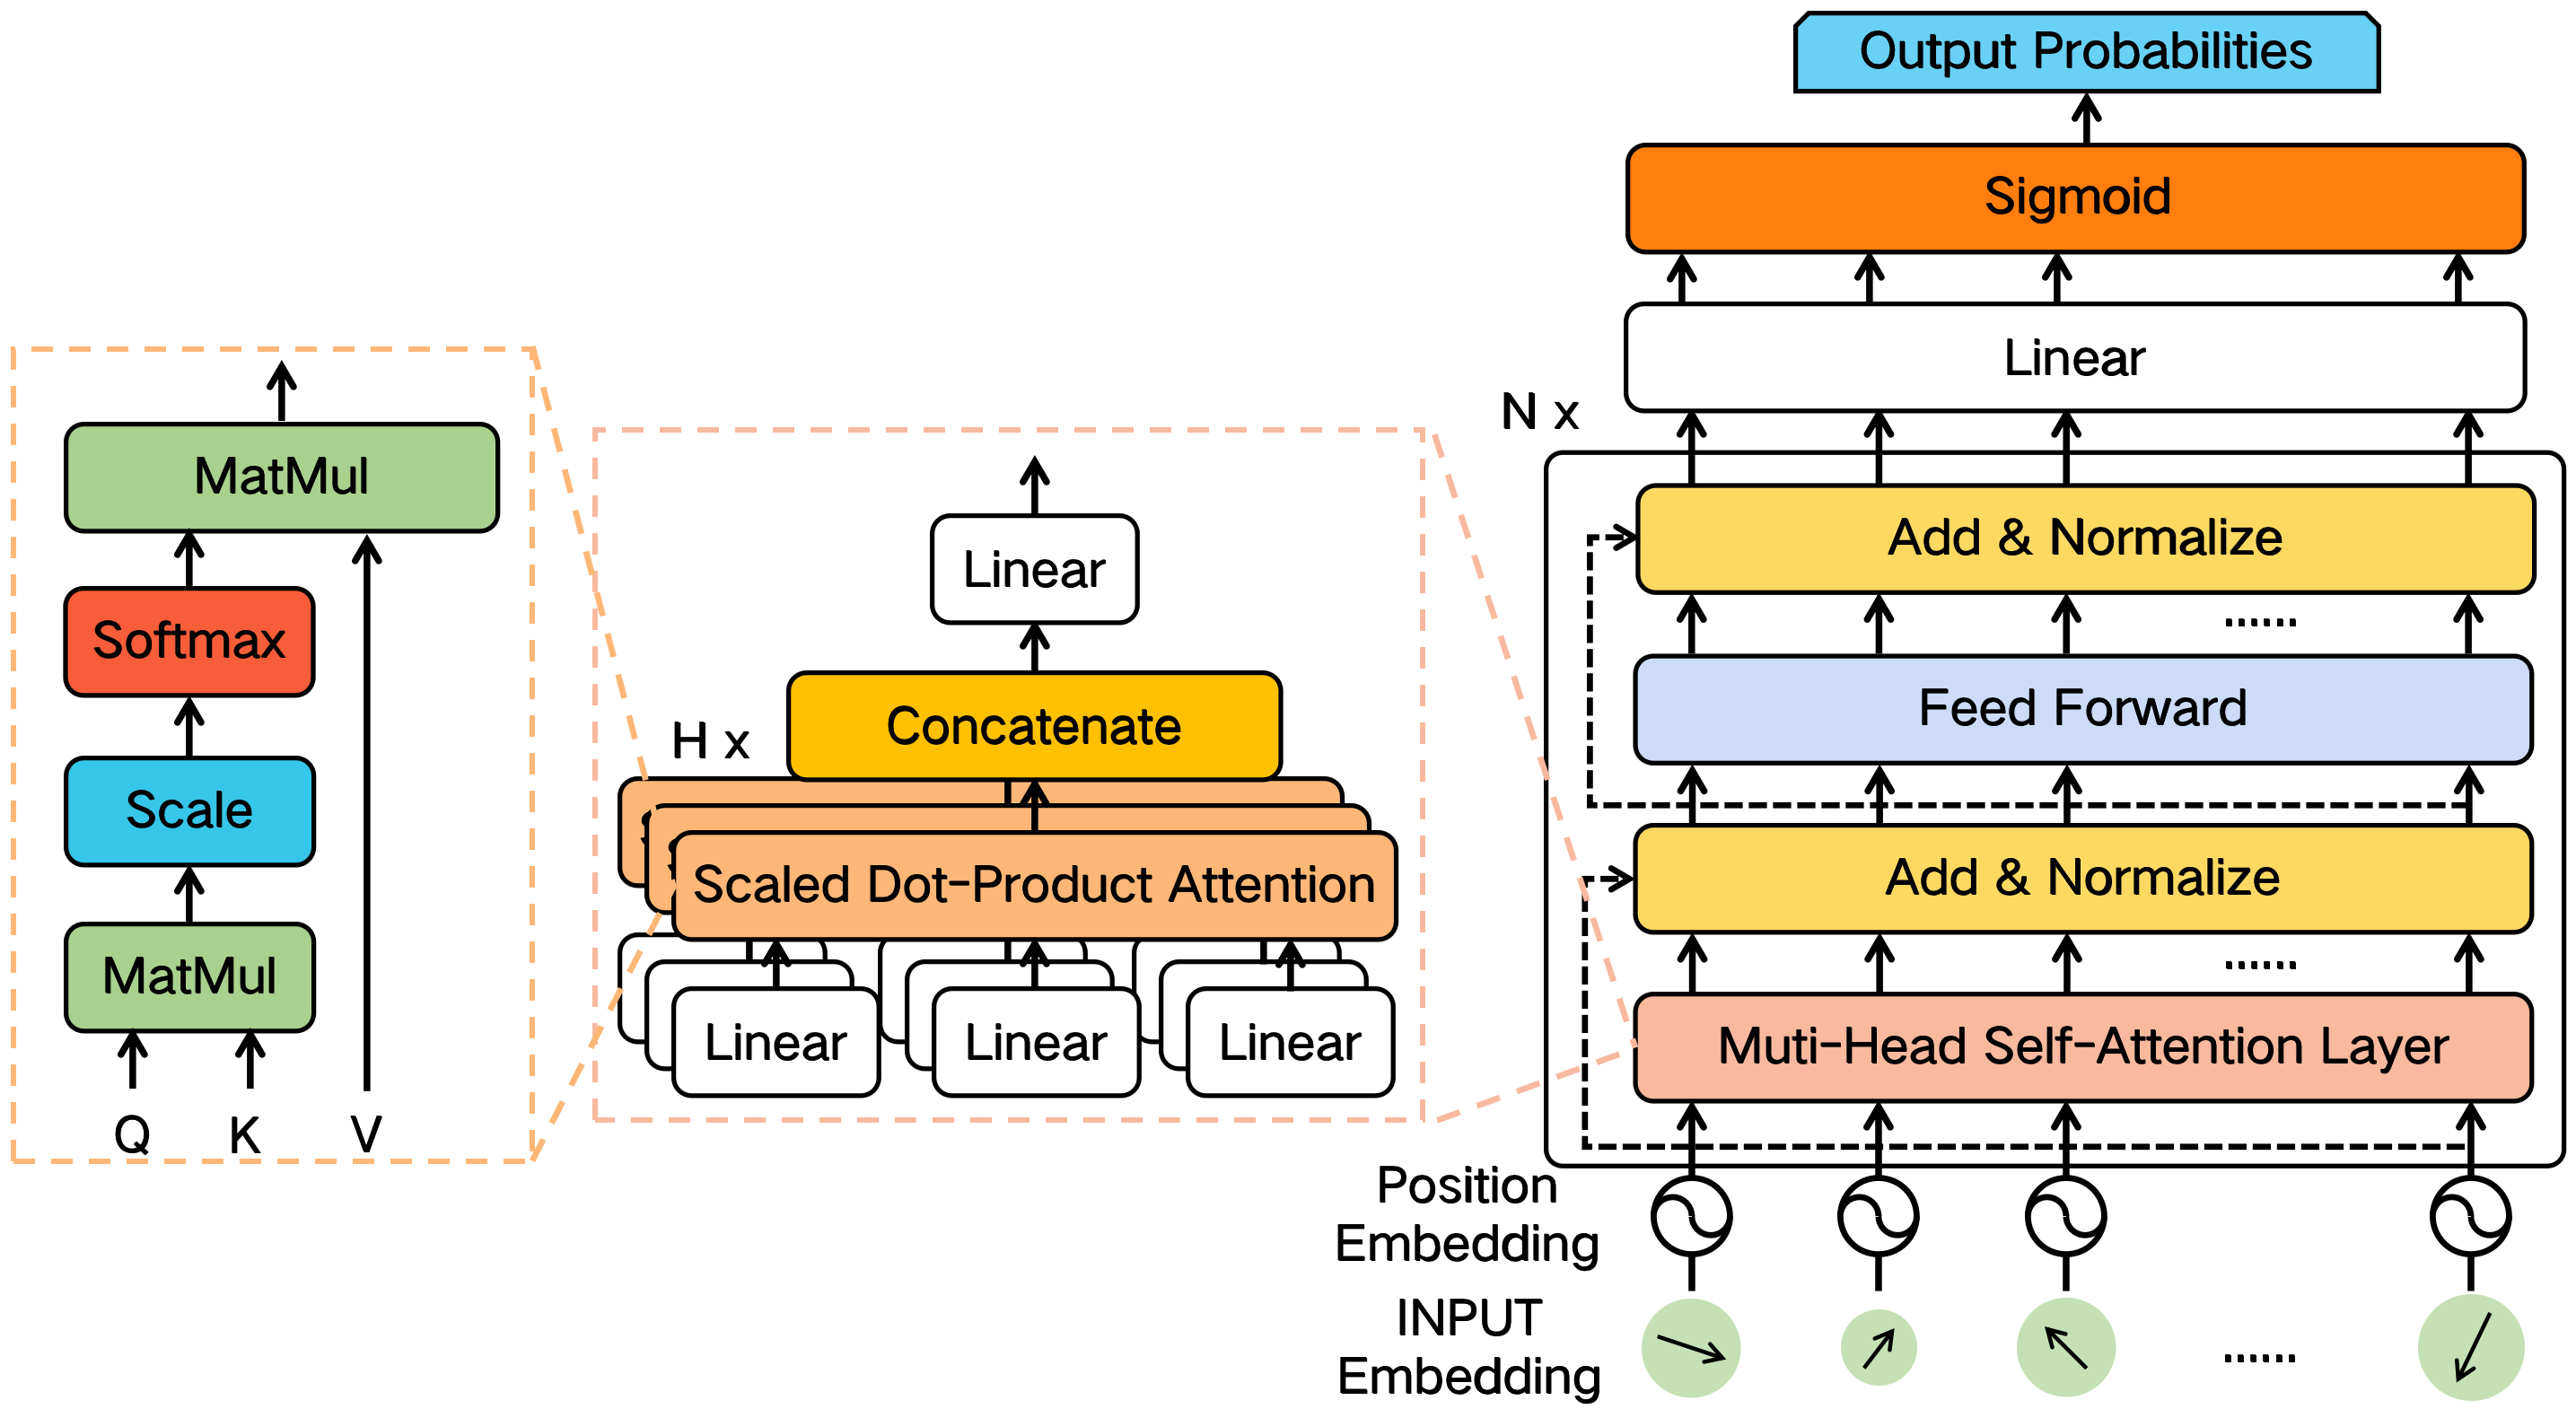 MatMul
Softmax
Scale
MatMul
Q K V
Linear
Concatenate
H x
Scaled Dot-Product Attention
Linear Linear Linear
Output Probabilities
Sigmoid
Linear
N x
Add & Normalize
......
Feed Forward
Add & Normalize
......
Muti-Head Self-Attention Layer
Position
Embedding
INPUT
Embedding
......